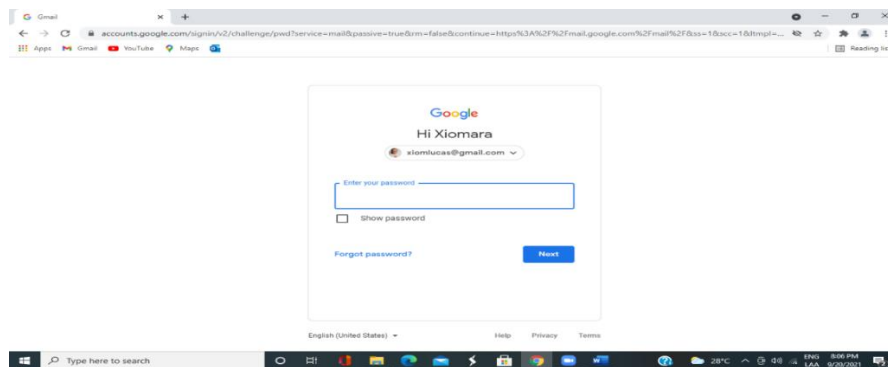 Gmail
accounts.google.com/signin/v2/challenge/pwd?service=mail&passive=true&rm=false&continue=https%3A%2F%2Fmail.google.com%2Fmail%2F&ss=1&scc=1&dtmpl=...
Apps Gmail YouTube Maps Reading list
Google
Hi Xiomara
xiomlucas@gmail.com
Enter your password
Show password
Forgot password? Next
English (United States) Help Privacy Terms
Type here to search 28°C ENG 8:06 PM
LAA 9/20/2021